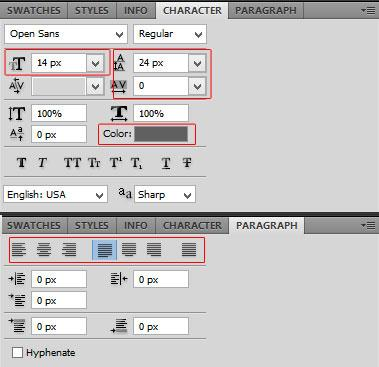 SWATCHES STYLES INFO CHARACTER PARAGRAPH
Open Sans Regular
14 px 24 px
0
100% 100%
0 px Color:
T T TT Tt T¹ T₁ T T
English: USA aa Sharp
SWATCHES STYLES INFO CHARACTER PARAGRAPH
0 px 0 px
0 px
0 px 0 px
Hyphenate